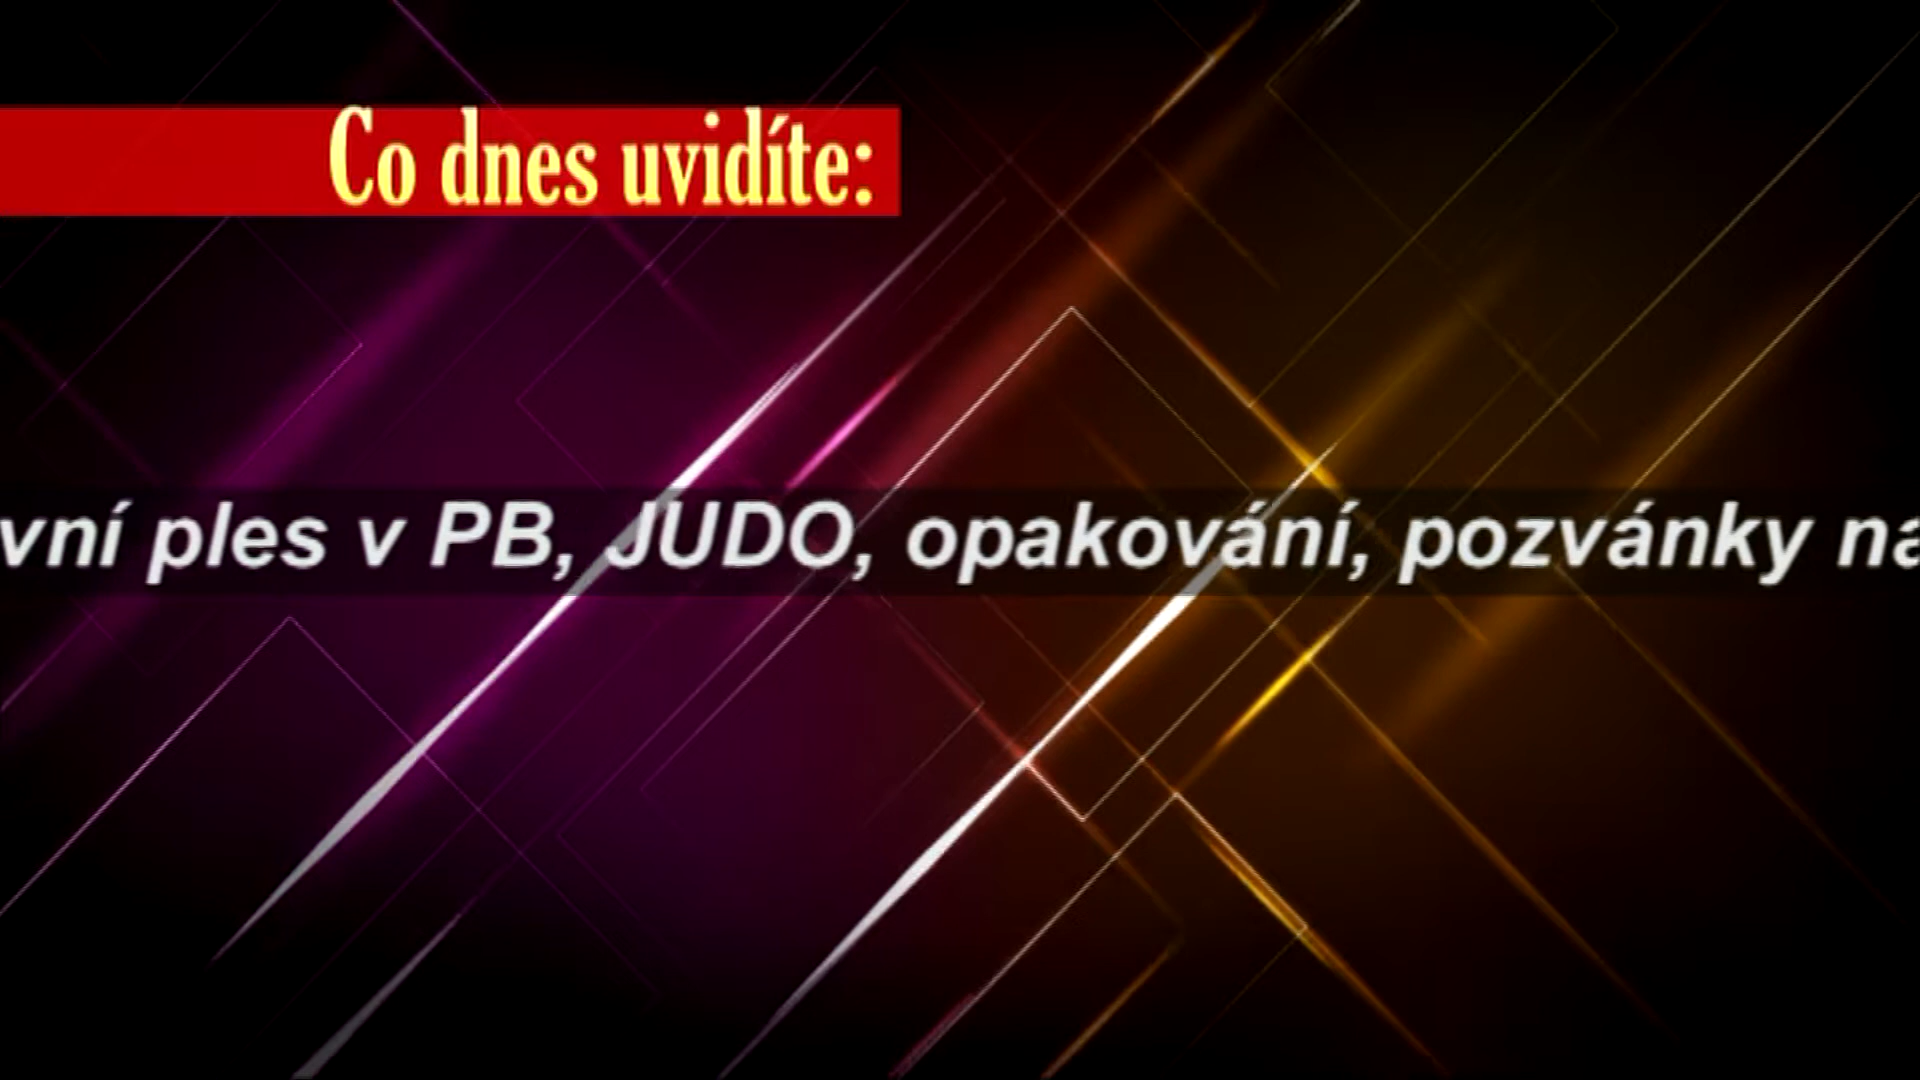 Co dnes uvidíte:
vní ples v PB, JUDO, opakování, pozvánky na